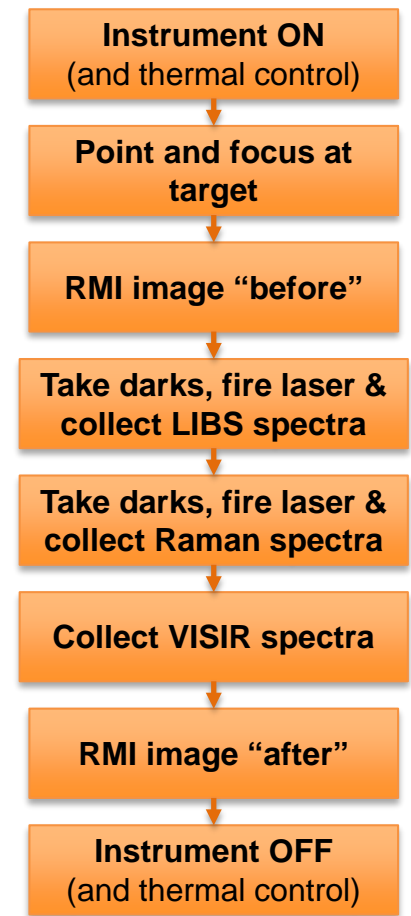 Instrument ON
(and thermal control)
Point and focus at
target
RMI image “before”
Take darks, fire laser &
collect LIBS spectra
Take darks, fire laser &
collect Raman spectra
Collect VISIR spectra
RMI image “after”
Instrument OFF
(and thermal control)